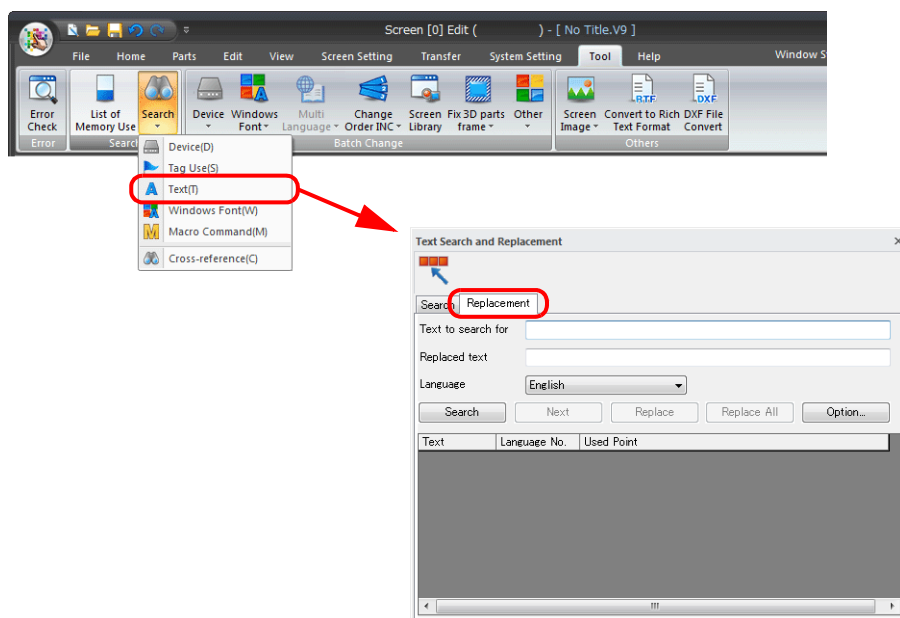 Screen [0] Edit ( ) - [ No Title.V9 ]
File Home Parts Edit View Screen Setting Transfer System Setting Tool Help Window S
Error Check
List of Memory Use
Search
Device
Windows Font
Multi Language
Change Order INC
Screen Library
Fix 3D parts frame
Other
Screen Image
Convert to Rich Text Format
DXF File Convert
R.T.F
.DXF
Error
Search
Batch Change
Others
Device(D)
Tag Use(S)
Text(T)
Windows Font(W)
Macro Command(M)
Cross-reference(C)
Text Search and Replacement
Search Replacement
Text to search for
Replaced text
Language English
Search Next Replace Replace All Option...
Text Language No. Used Point